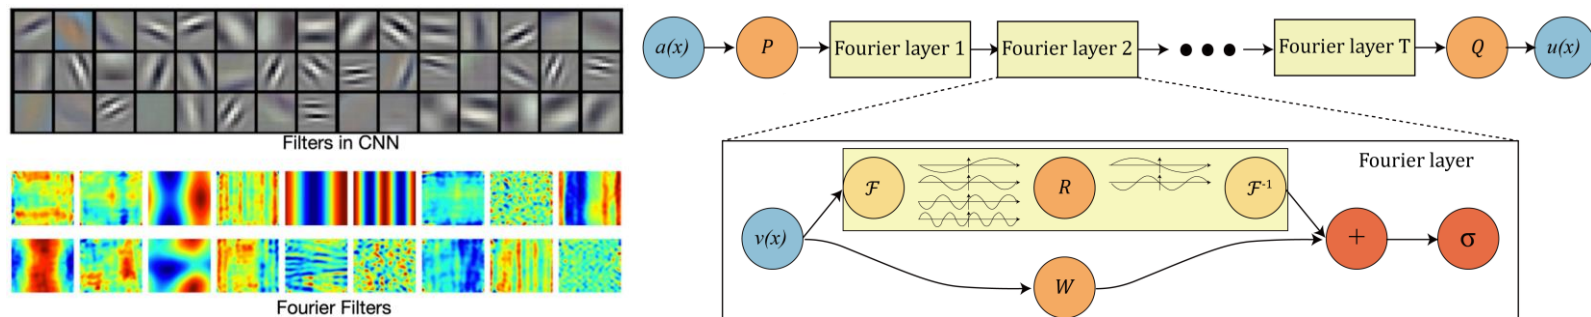 Filters in CNN
Fourier Filters
a(x)
P
Fourier layer 1
Fourier layer 2
Fourier layer T
Q
u(x)
Fourier layer
v(x)
ℱ
R
ℱ⁻¹
W
+
σ